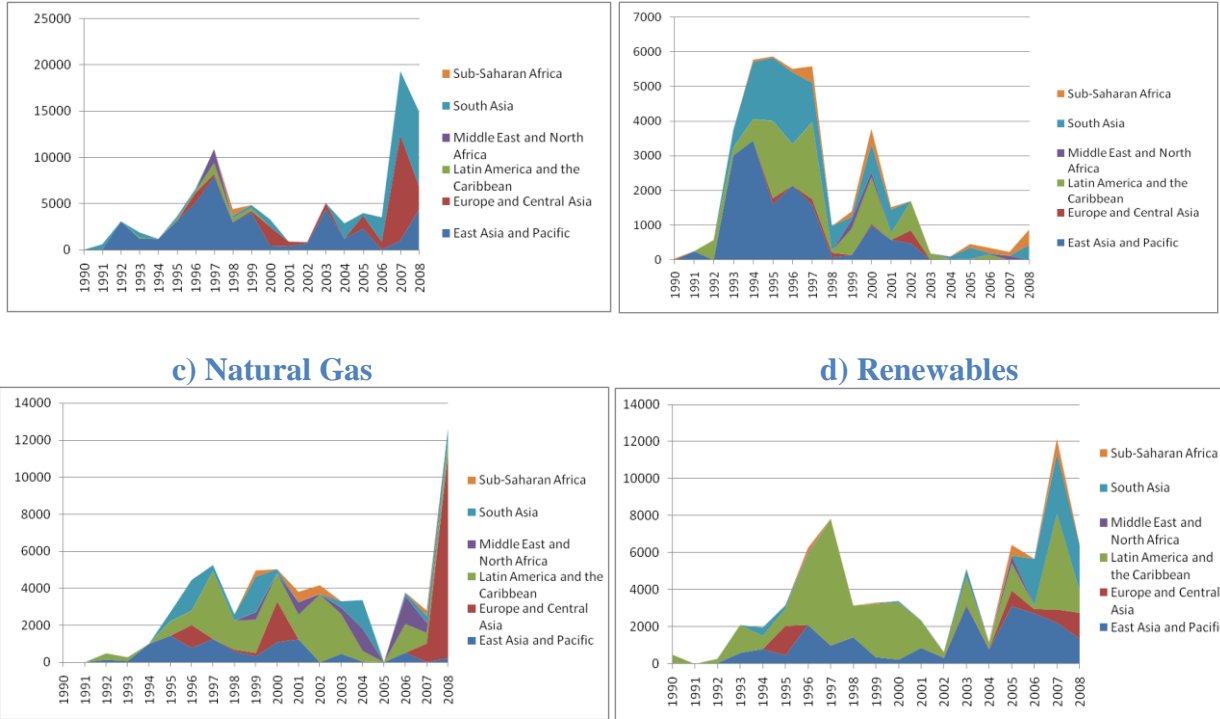 25000
20000
15000
10000
5000
0
1990
1991
1992
1993
1994
1995
1996
1997
1998
1999
2000
2001
2002
2003
2004
2005
2006
2007
2008
Sub-Saharan Africa
South Asia
Middle East and North
Africa
Latin America and the
Caribbean
Europe and Central Asia
East Asia and Pacific
7000
6000
5000
4000
3000
2000
1000
0
1990
1991
1992
1993
1994
1995
1996
1997
1998
1999
2000
2001
2002
2003
2004
2005
2006
2007
2008
Sub-Saharan Africa
South Asia
Middle East and North
Africa
Latin America and the
Caribbean
Europe and Central Asia
East Asia and Pacific
c) Natural Gas
14000
12000
10000
8000
6000
4000
2000
0
1990
1991
1992
1993
1994
1995
1996
1997
1998
1999
2000
2001
2002
2003
2004
2005
2006
2007
2008
Sub-Saharan Africa
South Asia
Middle East and
North Africa
Latin America and the
Caribbean
Europe and Central
Asia
East Asia and Pacific
d) Renewables
14000
12000
10000
8000
6000
4000
2000
0
1990
1991
1992
1993
1994
1995
1996
1997
1998
1999
2000
2001
2002
2003
2004
2005
2006
2007
2008
Sub-Saharan Africa
South Asia
Middle East and
North Africa
Latin America and
the Caribbean
Europe and Central
Asia
East Asia and Pacific